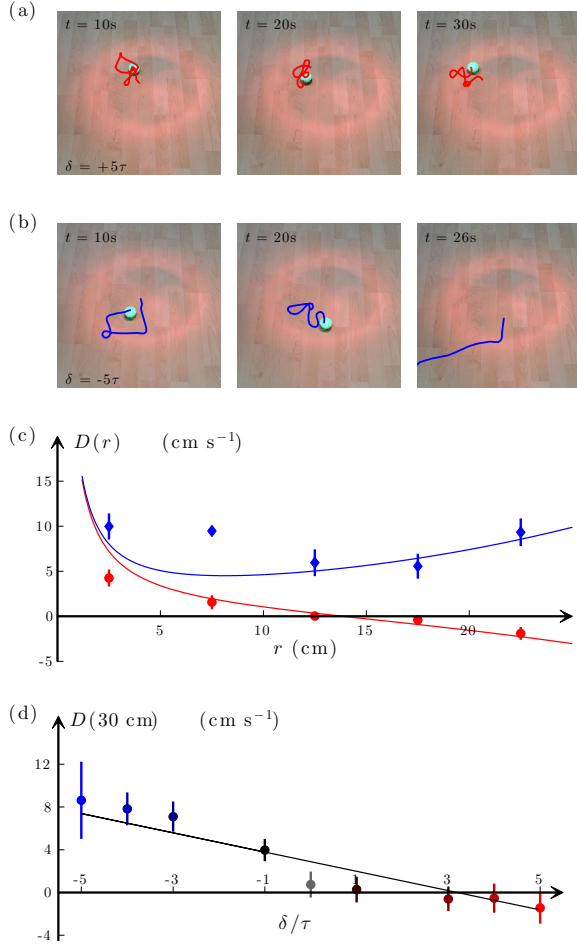 (a)
t = 10s
t = 20s
t = 30s
δ = +5τ
(b)
t = 10s
t = 20s
t = 26s
δ = -5τ
(c)
D(r) (cm s⁻¹)
15
10
5
0
-5
5
10
15
20
r (cm)
(d)
D(30 cm) (cm s⁻¹)
12
8
4
0
-4
-5
-3
-1
1
3
5
δ/τ